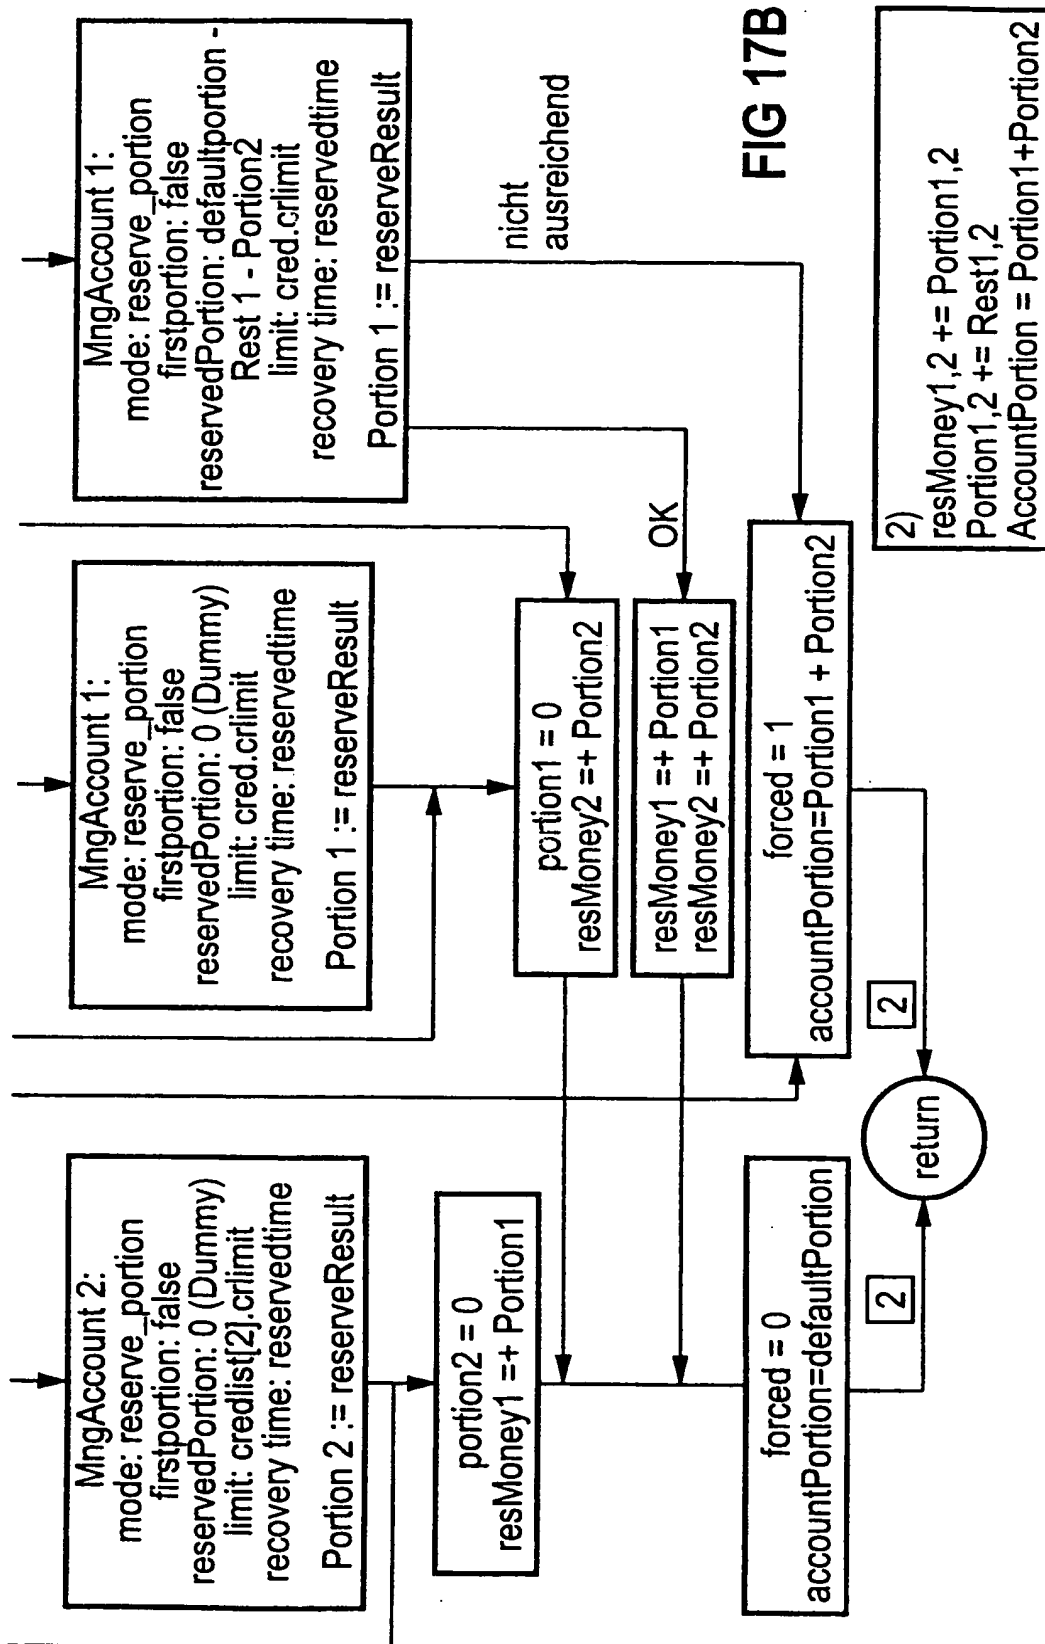 MngAccount 2:
mode: reserve_portion
firstportion: false
reservedPortion: 0 (Dummy)
limit: credlist[2].crlimit
recovery time: reservedtime
Portion 2 := reserveResult
MngAccount 1:
mode: reserve_portion
firstportion: false
reservedPortion: 0 (Dummy)
limit: cred.crlimit
recovery time: reservedtime
Portion 1 := reserveResult
MngAccount 1:
mode: reserve_portion
firstportion: false
reservedPortion: defaultportion -
Rest 1 - Portion2
limit: cred.crlimit
recovery time: reservedtime
Portion 1 := reserveResult
portion2 = 0
resMoney1 =+ Portion1
portion1 = 0
resMoney2 =+ Portion2
OK
resMoney1 =+ Portion1
resMoney2 =+ Portion2
nicht
ausreichend
forced = 0
accountPortion=defaultPortion
forced = 1
accountPortion=Portion1 + Portion2
2
return
2
FIG 17B
2)
resMoney1,2 += Portion1,2
Portion1,2 += Rest1,2
AccountPortion = Portion1+Portion2